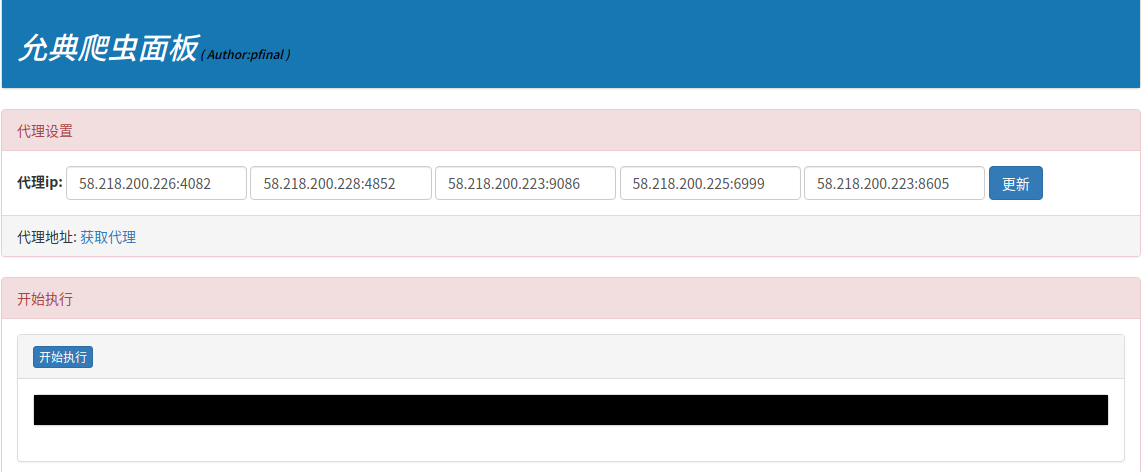 允典爬虫面板 ( Author:pfinal )
代理设置
代理ip: 58.218.200.226:4082 58.218.200.228:4852 58.218.200.223:9086 58.218.200.225:6999 58.218.200.223:8605 更新
代理地址: 获取代理
开始执行
开始执行